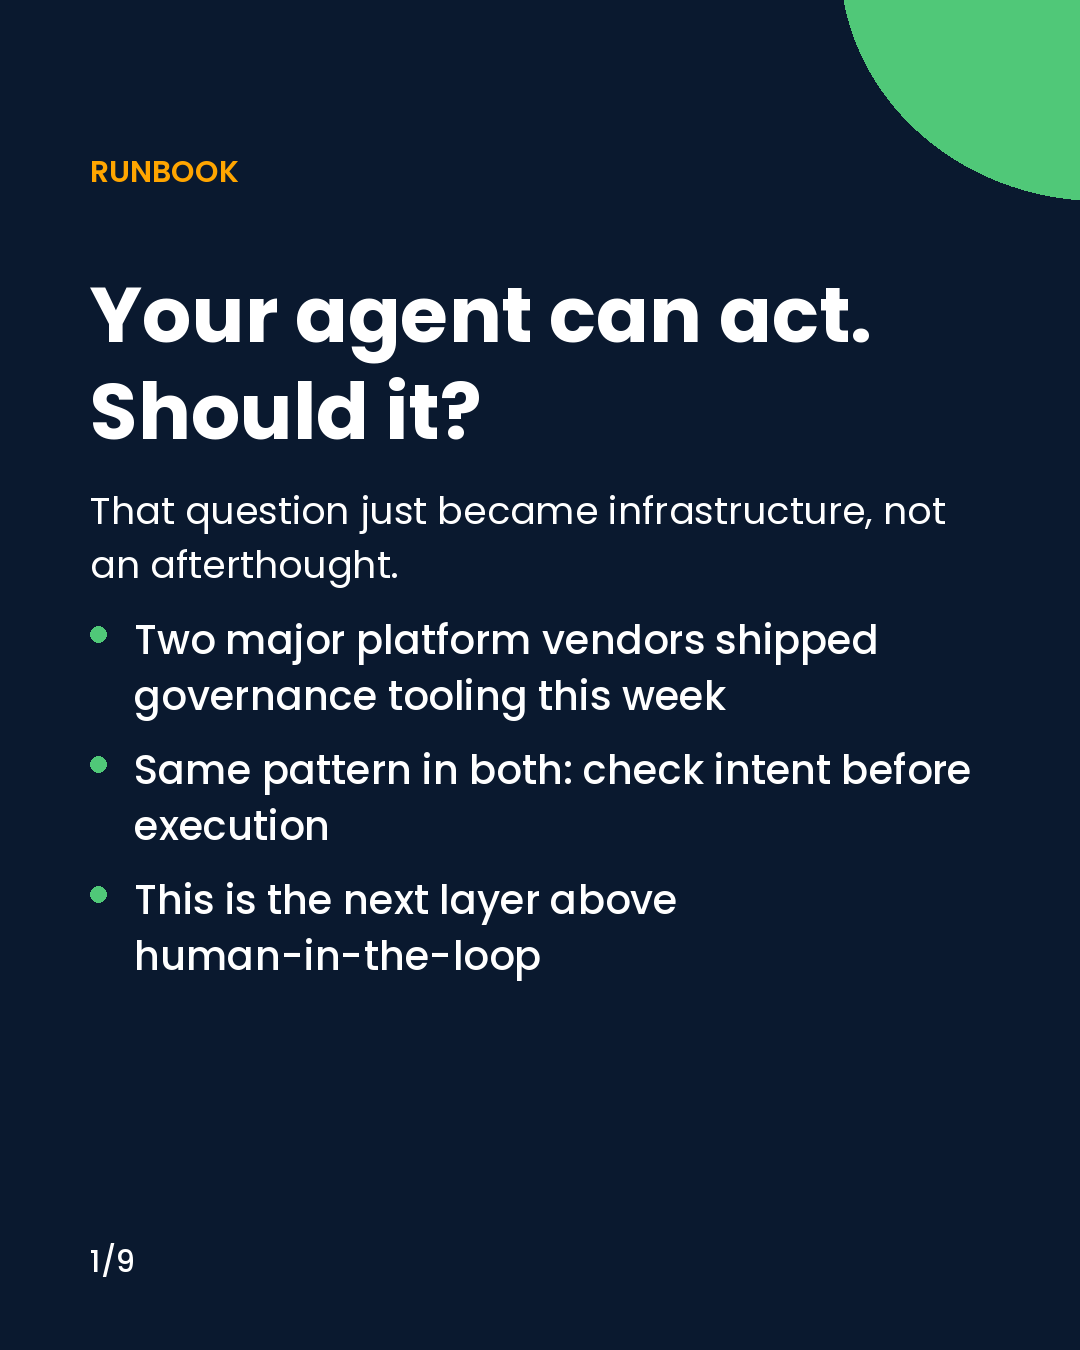 RUNBOOK
Your agent can act.
Should it?
That question just became infrastructure, not
an afterthought.
Two major platform vendors shipped
governance tooling this week
Same pattern in both: check intent before
execution
This is the next layer above
human-in-the-loop
1/9